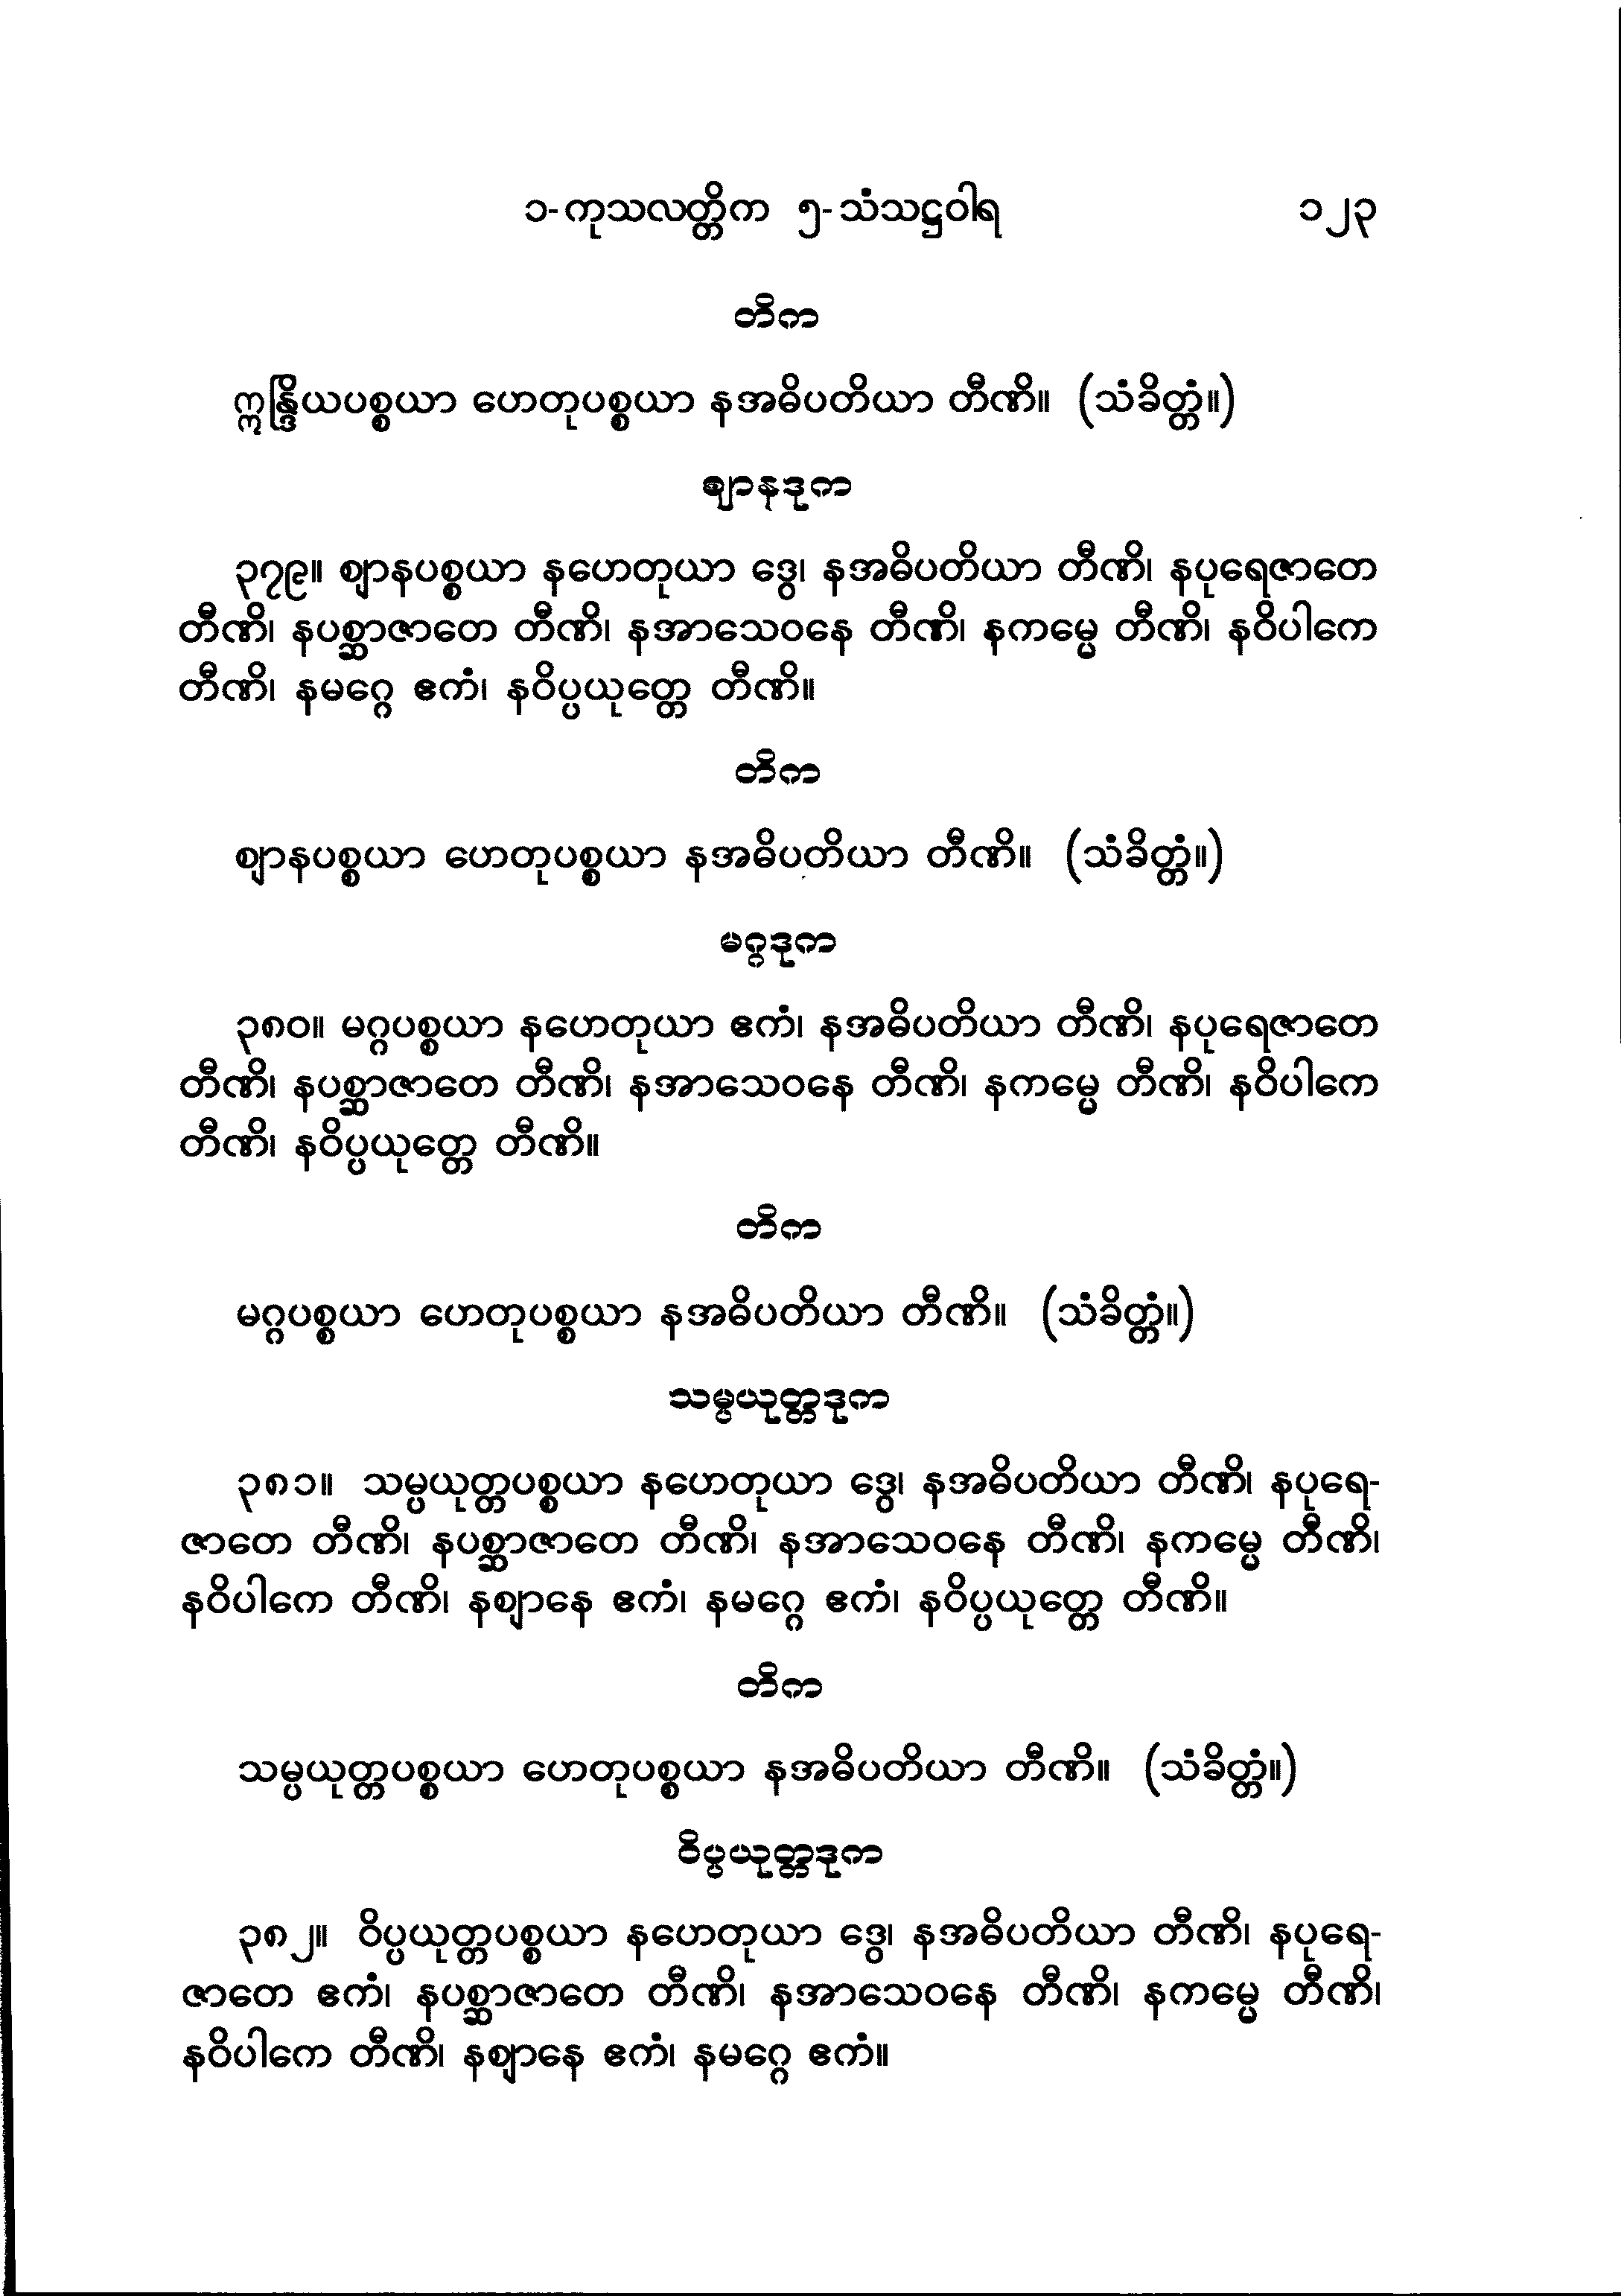 ၁-ကုသလတ္တိက ၅-သံသဋ္ဌဝါရ ၁၂၃
တိက
ဣန္ဒြိယပစ္စယာ ဟေတုပစ္စယာ နအဓိပတိယာ တီဏိ။ (သံခိတ္တံ။)
ဈာနဒုက
၃၇၉။ ဈာနပစ္စယာ နဟေတုယာ ဒွေ၊ နအဓိပတိယာ တီဏိ၊ နပုရေဇာတေ
တီဏိ၊ နပစ္ဆာဇာတေ တီဏိ၊ နအာသေဝနေ တီဏိ၊ နကမ္မေ တီဏိ၊ နဝိပါကေ
တီဏိ၊ နမဂ္ဂေ ဧကံ၊ နဝိပ္ပယုတ္တေ တီဏိ။
တိက
ဈာနပစ္စယာ ဟေတုပစ္စယာ နအဓိပတိယာ တီဏိ။ (သံခိတ္တံ။)
မဂ္ဂဒုက
၃၈၀။ မဂ္ဂပစ္စယာ နဟေတုယာ ဧကံ၊ နအဓိပတိယာ တီဏိ၊ နပုရေဇာတေ
တီဏိ၊ နပစ္ဆာဇာတေ တီဏိ၊ နအာသေဝနေ တီဏိ၊ နကမ္မေ တီဏိ၊ နဝိပါကေ
တီဏိ၊ နဝိပ္ပယုတ္တေ တီဏိ။
တိက
မဂ္ဂပစ္စယာ ဟေတုပစ္စယာ နအဓိပတိယာ တီဏိ။ (သံခိတ္တံ။)
သမ္ပယုတ္တဒုက
၃၈၁။ သမ္ပယုတ္တပစ္စယာ နဟေတုယာ ဒွေ၊ နအဓိပတိယာ တီဏိ၊ နပုရေ-
ဇာတေ တီဏိ၊ နပစ္ဆာဇာတေ တီဏိ၊ နအာသေဝနေ တီဏိ၊ နကမ္မေ တီဏိ၊
နဝိပါကေ တီဏိ၊ နဈာနေ ဧကံ၊ နမဂ္ဂေ ဧကံ၊ နဝိပ္ပယုတ္တေ တီဏိ။
တိက
သမ္ပယုတ္တပစ္စယာ ဟေတုပစ္စယာ နအဓိပတိယာ တီဏိ။ (သံခိတ္တံ။)
ဝိပ္ပယုတ္တဒုက
၃၈၂။ ဝိပ္ပယုတ္တပစ္စယာ နဟေတုယာ ဒွေ၊ နအဓိပတိယာ တီဏိ၊ နပုရေ-
ဇာတေ ဧကံ၊ နပစ္ဆာဇာတေ တီဏိ၊ နအာသေဝနေ တီဏိ၊ နကမ္မေ တီဏိ၊
နဝိပါကေ တီဏိ၊ နဈာနေ ဧကံ၊ နမဂ္ဂေ ဧကံ။